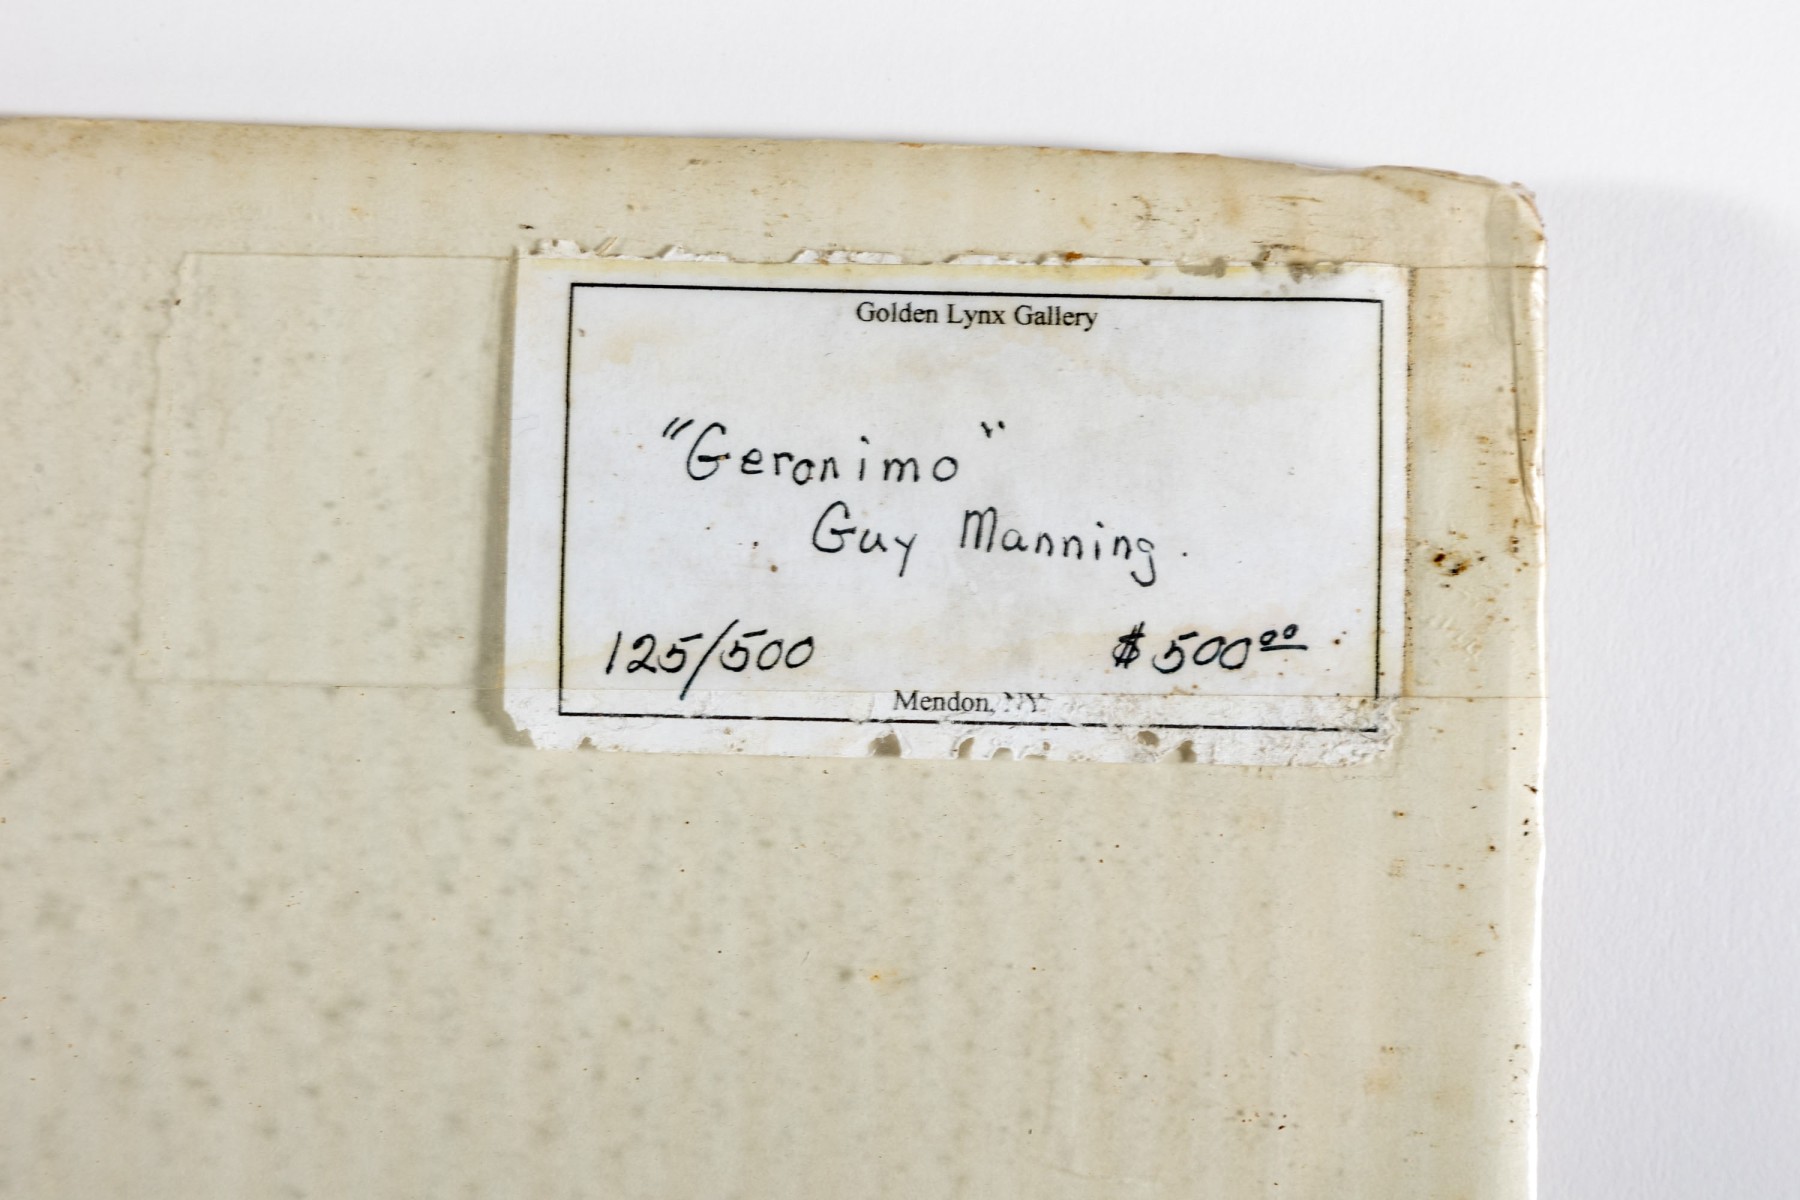 Golden Lynx Gallery
"Geronimo"
Guy Manning.
125/500 $500.00
Mendon, NY